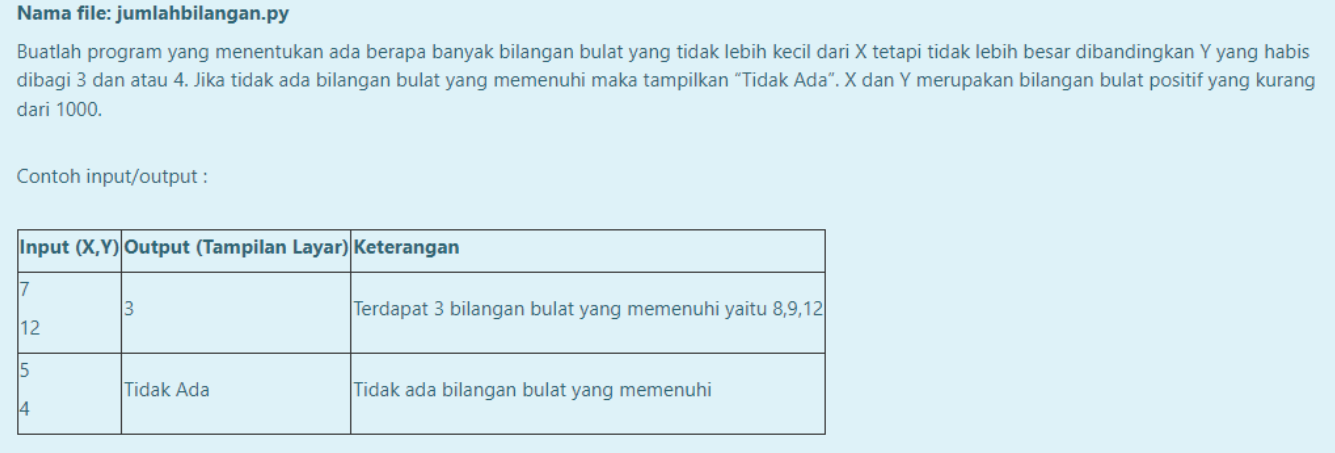 Nama file: jumlahbilangan.py
Buatlah program yang menentukan ada berapa banyak bilangan bulat yang tidak lebih kecil dari X tetapi tidak lebih besar dibandingkan Y yang habis
dibagi 3 dan atau 4. Jika tidak ada bilangan bulat yang memenuhi maka tampilkan “Tidak Ada”. X dan Y merupakan bilangan bulat positif yang kurang
dari 1000.
Contoh input/output :
Input (X,Y) Output (Tampilan Layar) Keterangan
7
12
3
Terdapat 3 bilangan bulat yang memenuhi yaitu 8,9,12
5
4
Tidak Ada
Tidak ada bilangan bulat yang memenuhi